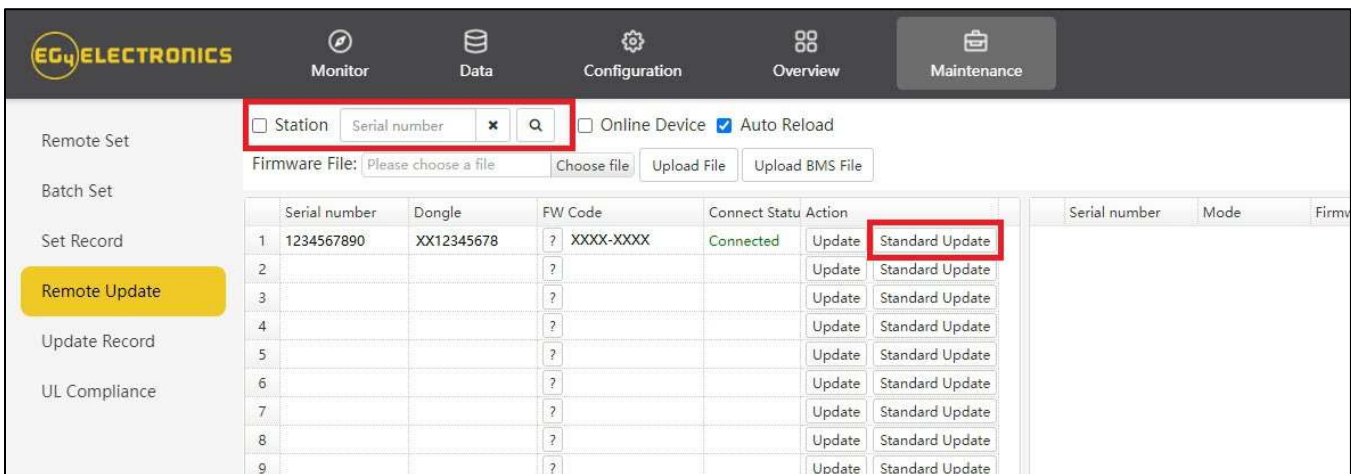 EG4 ELECTRONICS
Monitor Data Configuration Overview Maintenance
Remote Set
Batch Set
Set Record
Remote Update
Update Record
UL Compliance
Station Serial number Online Device Auto Reload
Firmware File: Please choose a file Choose file Upload File Upload BMS File
Serial number Dongle FW Code Connect Statu Action Serial number Mode Firmw
1 1234567890 XX12345678 ? XXXX-XXXX Connected Update Standard Update
2 ? Update Standard Update
3 ? Update Standard Update
4 ? Update Standard Update
5 ? Update Standard Update
6 ? Update Standard Update
7 ? Update Standard Update
8 ? Update Standard Update
9 ? Update Standard Update